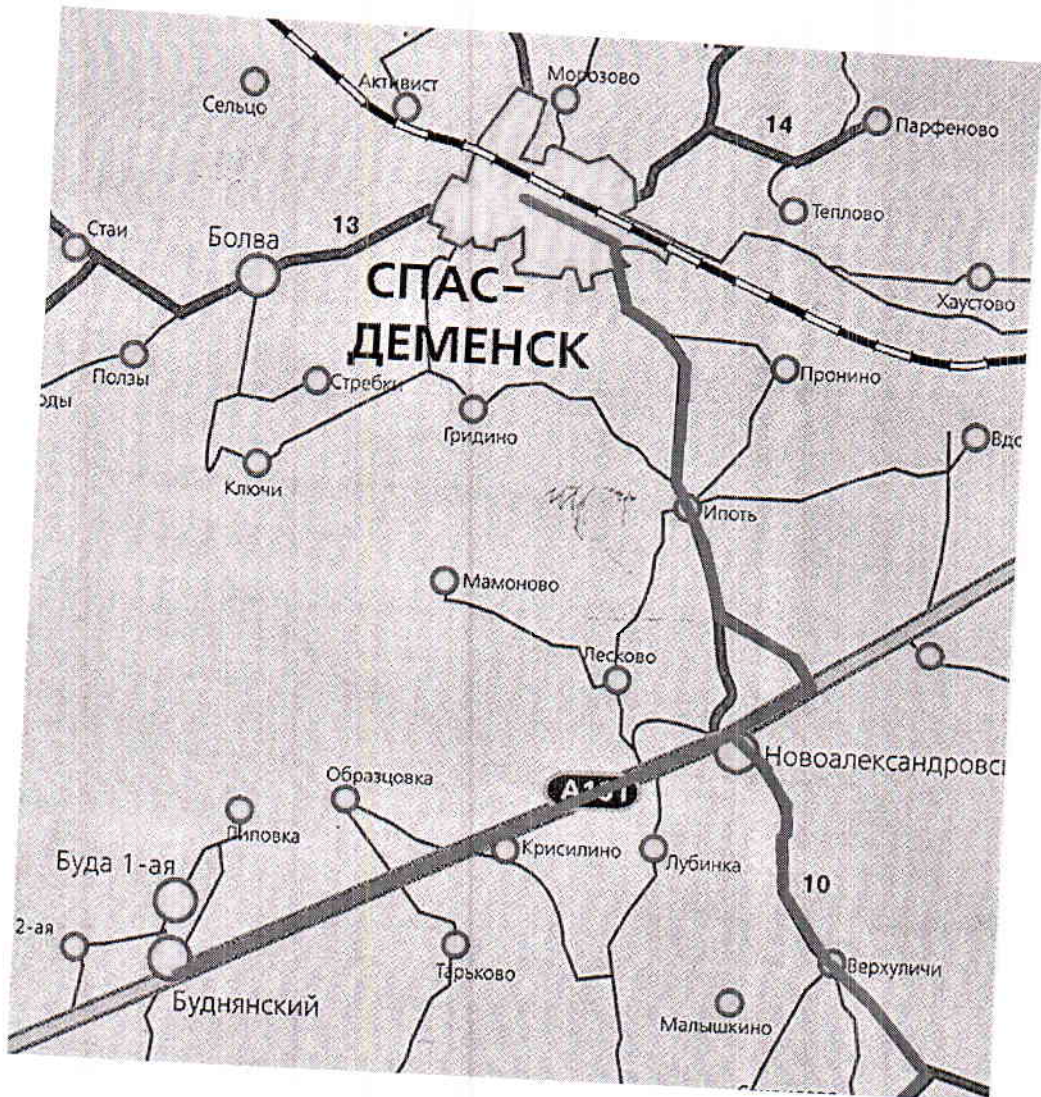 Сельцо
Активист
Морозово
14
Парфеново
Теплово
Стаи
Болва
13
СПАС-
ДЕМЕНСК
Хаустово
Ползы
Стребки
Гридино
Пронино
Ключи
Ипоть
Мамоново
Лесково
Новоалександровс
Образцовка
А101
Липовка
Крисилино
Лубинка
Буда 1-ая
10
2-ая
Тарьково
Верхуличи
Буднянский
Малышкино